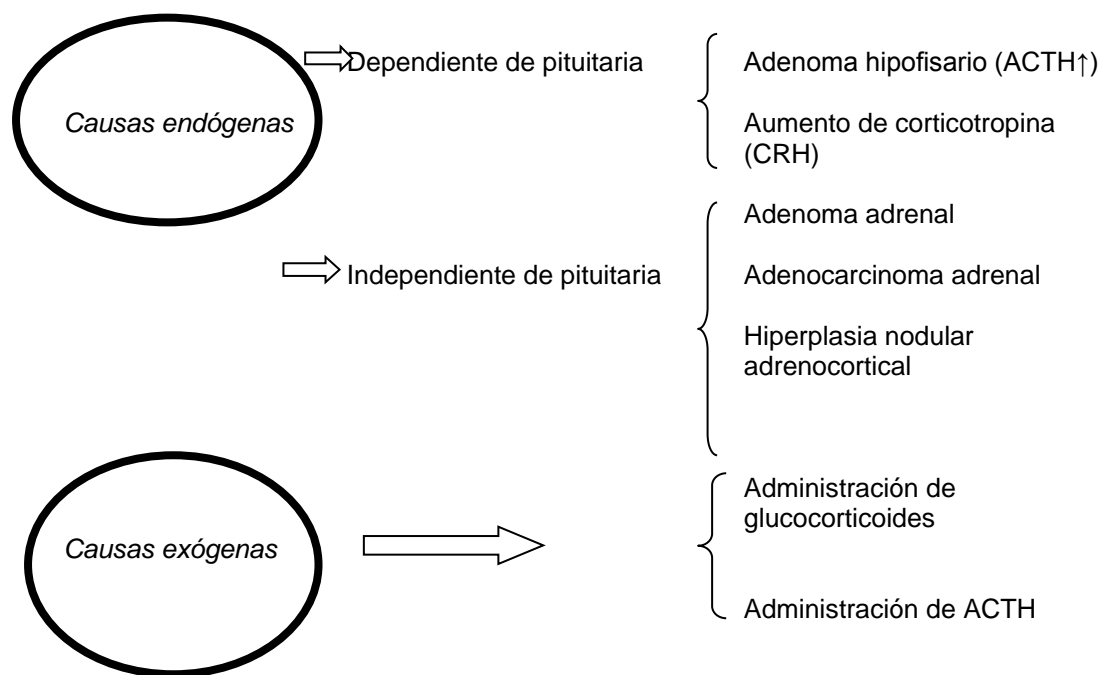 Causas endógenas
Dependiente de pituitaria
Adenoma hipofisario (ACTH↑)
Aumento de corticotropina
(CRH)
Independiente de pituitaria
Adenoma adrenal
Adenocarcinoma adrenal
Hiperplasia nodular
adrenocortical
Causas exógenas
Administración de
glucocorticoides
Administración de ACTH